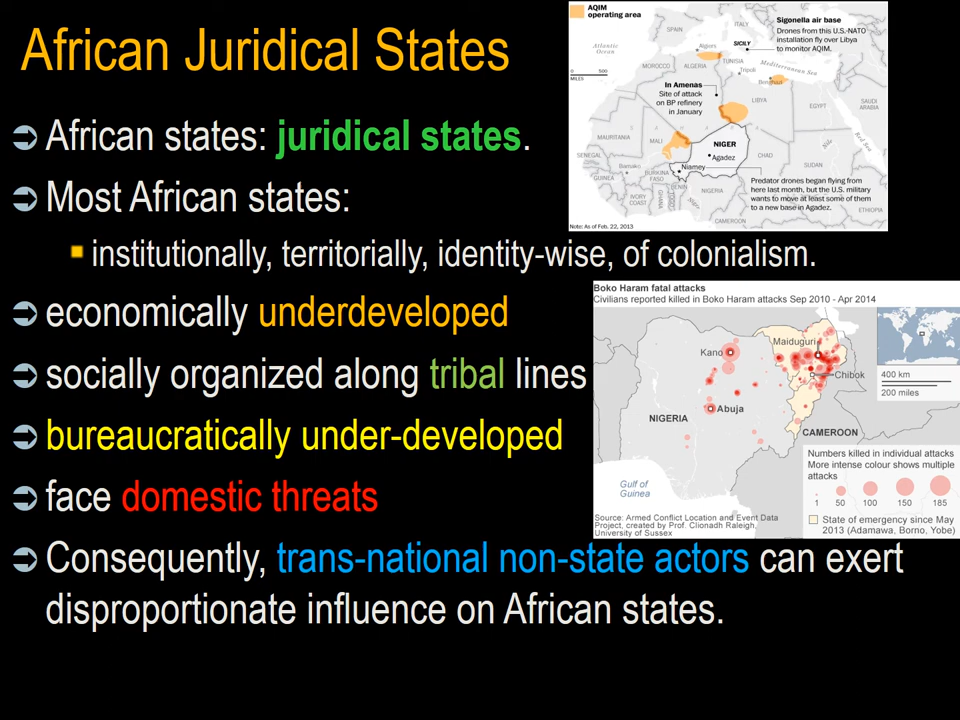 African Juridical States
African states: juridical states.
Most African states:
institutionally, territorially, identity-wise, of colonialism.
economically underdeveloped
socially organized along tribal lines
bureaucratically under-developed
face domestic threats
Consequently, trans-national non-state actors can exert
disproportionate influence on African states.
AQIM
operating area
Sigonella air base
Drones from this U.S.-NATO
installation fly over Libya
to monitor AQIM.
SPAIN
ITALY
GREECE
TURKEY
Atlantic
Ocean
SICILY
Algiers
TUNISIA
Mediterranean Sea
MOROCCO
ALGERIA
Tripoli
Benghazi
0 500
MILES
In Amenas
Site of attack
on BP refinery
in January
LIBYA
EGYPT
SAUDI
ARABIA
Red Sea
Nile
MAURITANIA
MALI
NIGER
Agadez
CHAD
SUDAN
SENEGAL
Bamako
Niamey
GUINEA
BURKINA
FASO
BENIN
NIGERIA
IVORY
COAST
GHANA
CAMEROON
ETHIOPIA
Predator drones began flying from
here last month, but the U.S. military
wants to move at least some of them
to a new base in Agadez.
Note: As of Feb. 22, 2013
Boko Haram fatal attacks
Civilians reported killed in Boko Haram attacks Sep 2010 - Apr 2014
Kano
Maiduguri
Chibok
400 km
200 miles
Abuja
NIGERIA
CAMEROON
Gulf of
Guinea
Numbers killed in individual attacks
More intense colour shows multiple
attacks
1 50 100 150 185
State of emergency since May
2013 (Adamawa, Borno, Yobe)
Source: Armed Conflict Location and Event Data
Project, created by Prof. Clionadh Raleigh,
University of Sussex